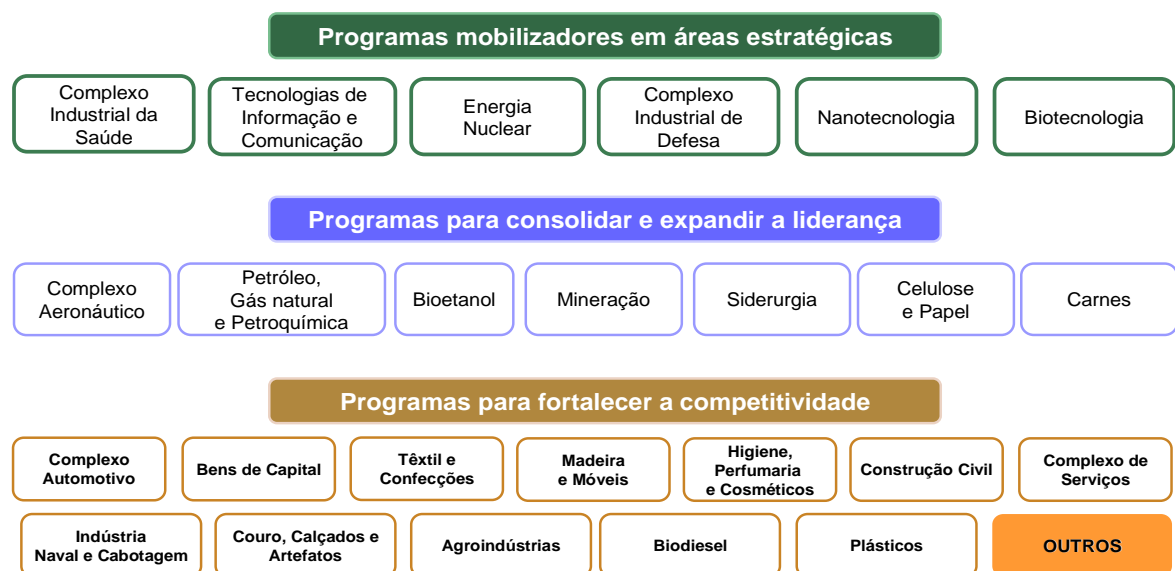 Programas mobilizadores em áreas estratégicas
Complexo
Industrial da
Saúde
Tecnologias de
Informação e
Comunicação
Energia
Nuclear
Complexo
Industrial de
Defesa
Nanotecnologia
Biotecnologia
Programas para consolidar e expandir a liderança
Complexo
Aeronáutico
Petróleo,
Gás natural
e Petroquímica
Bioetanol
Mineração
Siderurgia
Celulose
e Papel
Carnes
Programas para fortalecer a competitividade
Complexo
Automotivo
Bens de Capital
Têxtil e
Confecções
Madeira
e Móveis
Higiene,
Perfumaria
e Cosméticos
Construção Civil
Complexo de
Serviços
Indústria
Naval e Cabotagem
Couro, Calçados e
Artefatos
Agroindústrias
Biodiesel
Plásticos
OUTROS